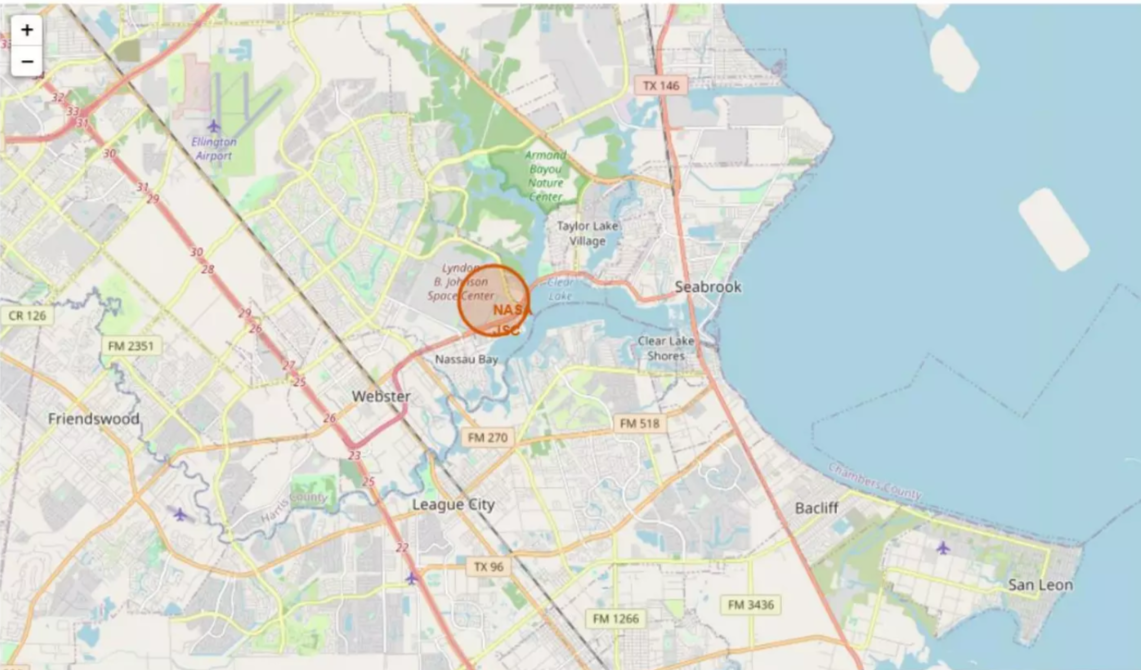 +
−
32
33
31
30
TX 146
Ellington
Airport
Armand
Bayou
Nature
Center
31
29
Taylor Lake
Village
30
28
Lyndon
B. Johnson
Space Center
Clear
Lake
Seabrook
NASA
JSC
CR 126
29
26
FM 2351
Clear Lake
Shores
Nassau Bay
27
25
Webster
Friendswood
26
FM 518
FM 270
23
25
Chambers County
Harris County
League City
Bacliff
22
TX 96
San Leon
FM 3436
FM 1266